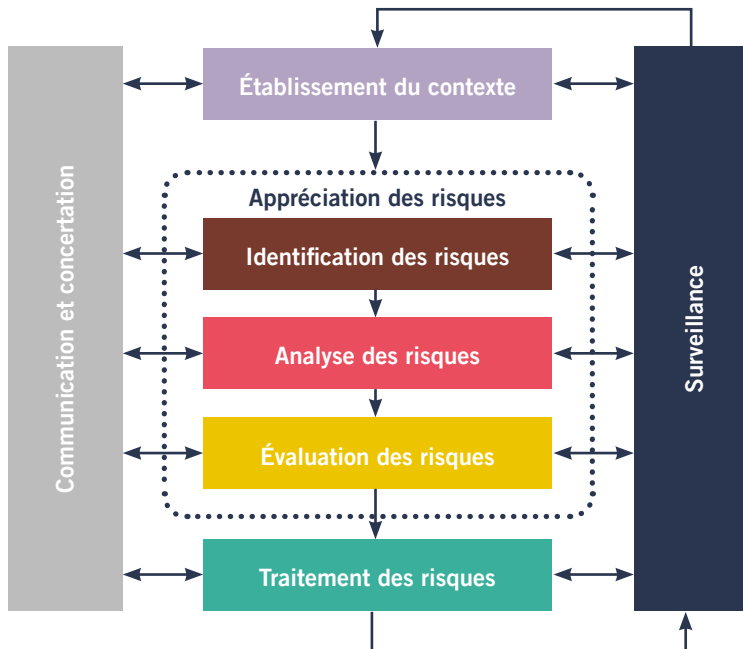 Établissement du contexte
Appréciation des risques
Identification des risques
Analyse des risques
Évaluation des risques
Traitement des risques
Communication et concertation
Surveillance